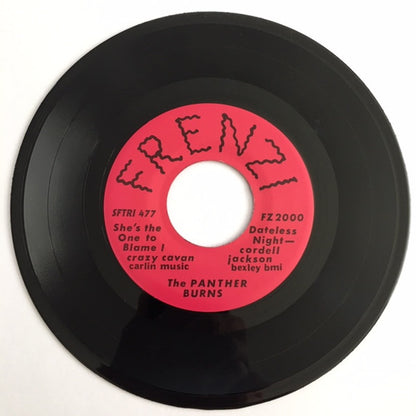 FRENZI
SFTRI 477
FZ 2000
She's the
One to
Blame !
crazy cavan
carlin music
Dateless
Night—
cordell
jackson
bexley bmi
The PANTHER
BURNS